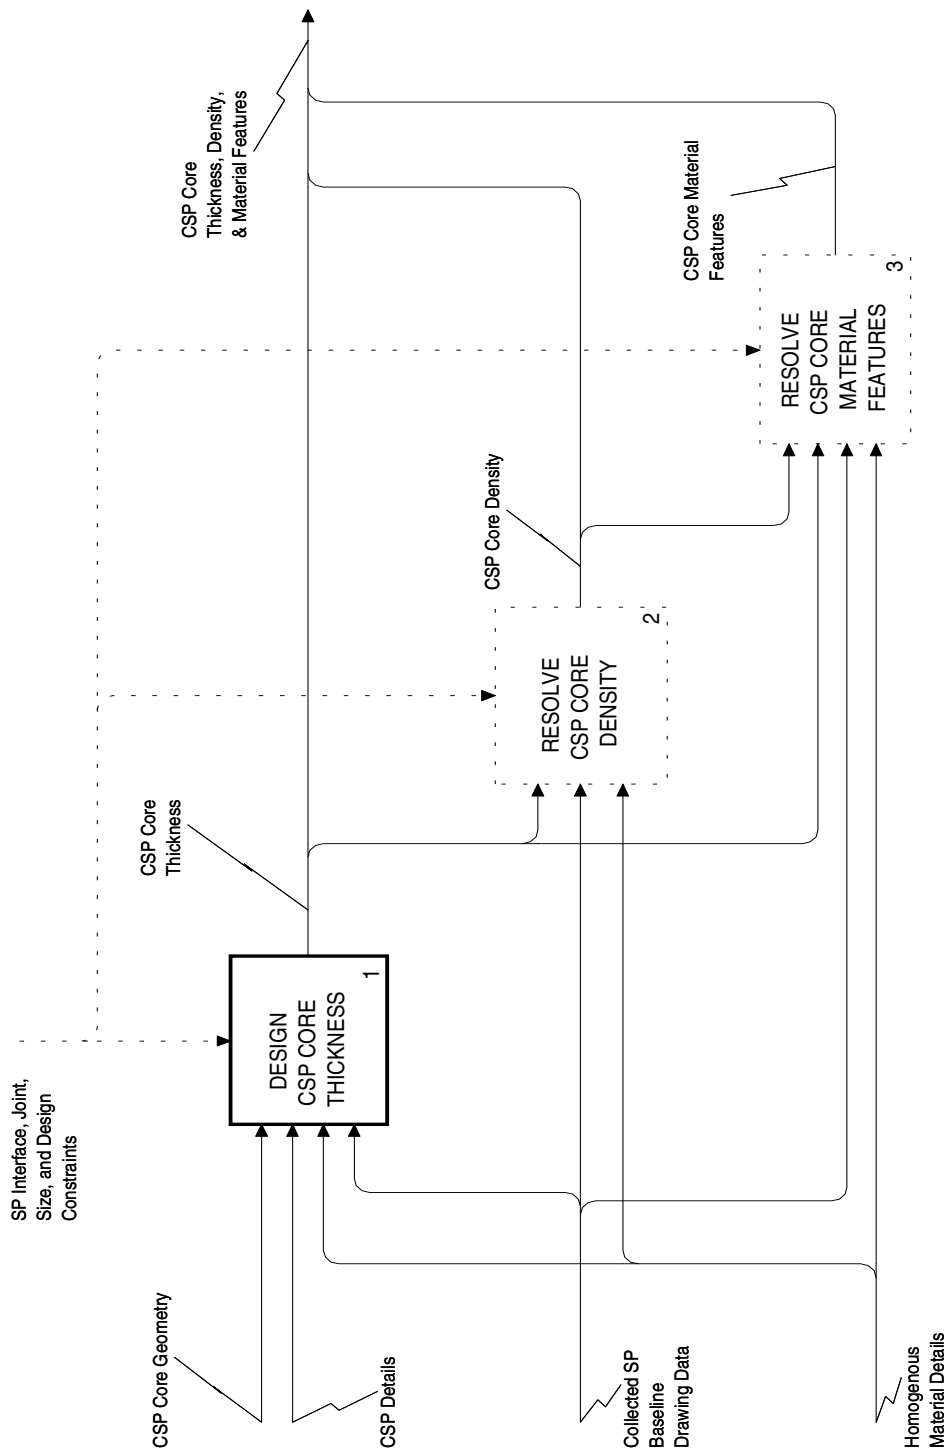 SP Interface, Joint,
Size, and Design
Constraints
CSP Core Geometry
CSP Details
Collected SP
Baseline
Drawing Data
Homogenous
Material Details
DESIGN
CSP CORE
THICKNESS
1
CSP Core
Thickness
RESOLVE
CSP CORE
DENSITY
2
CSP Core Density
RESOLVE
CSP CORE
MATERIAL
FEATURES
3
CSP Core Material
Features
CSP Core
Thickness, Density,
& Material Features